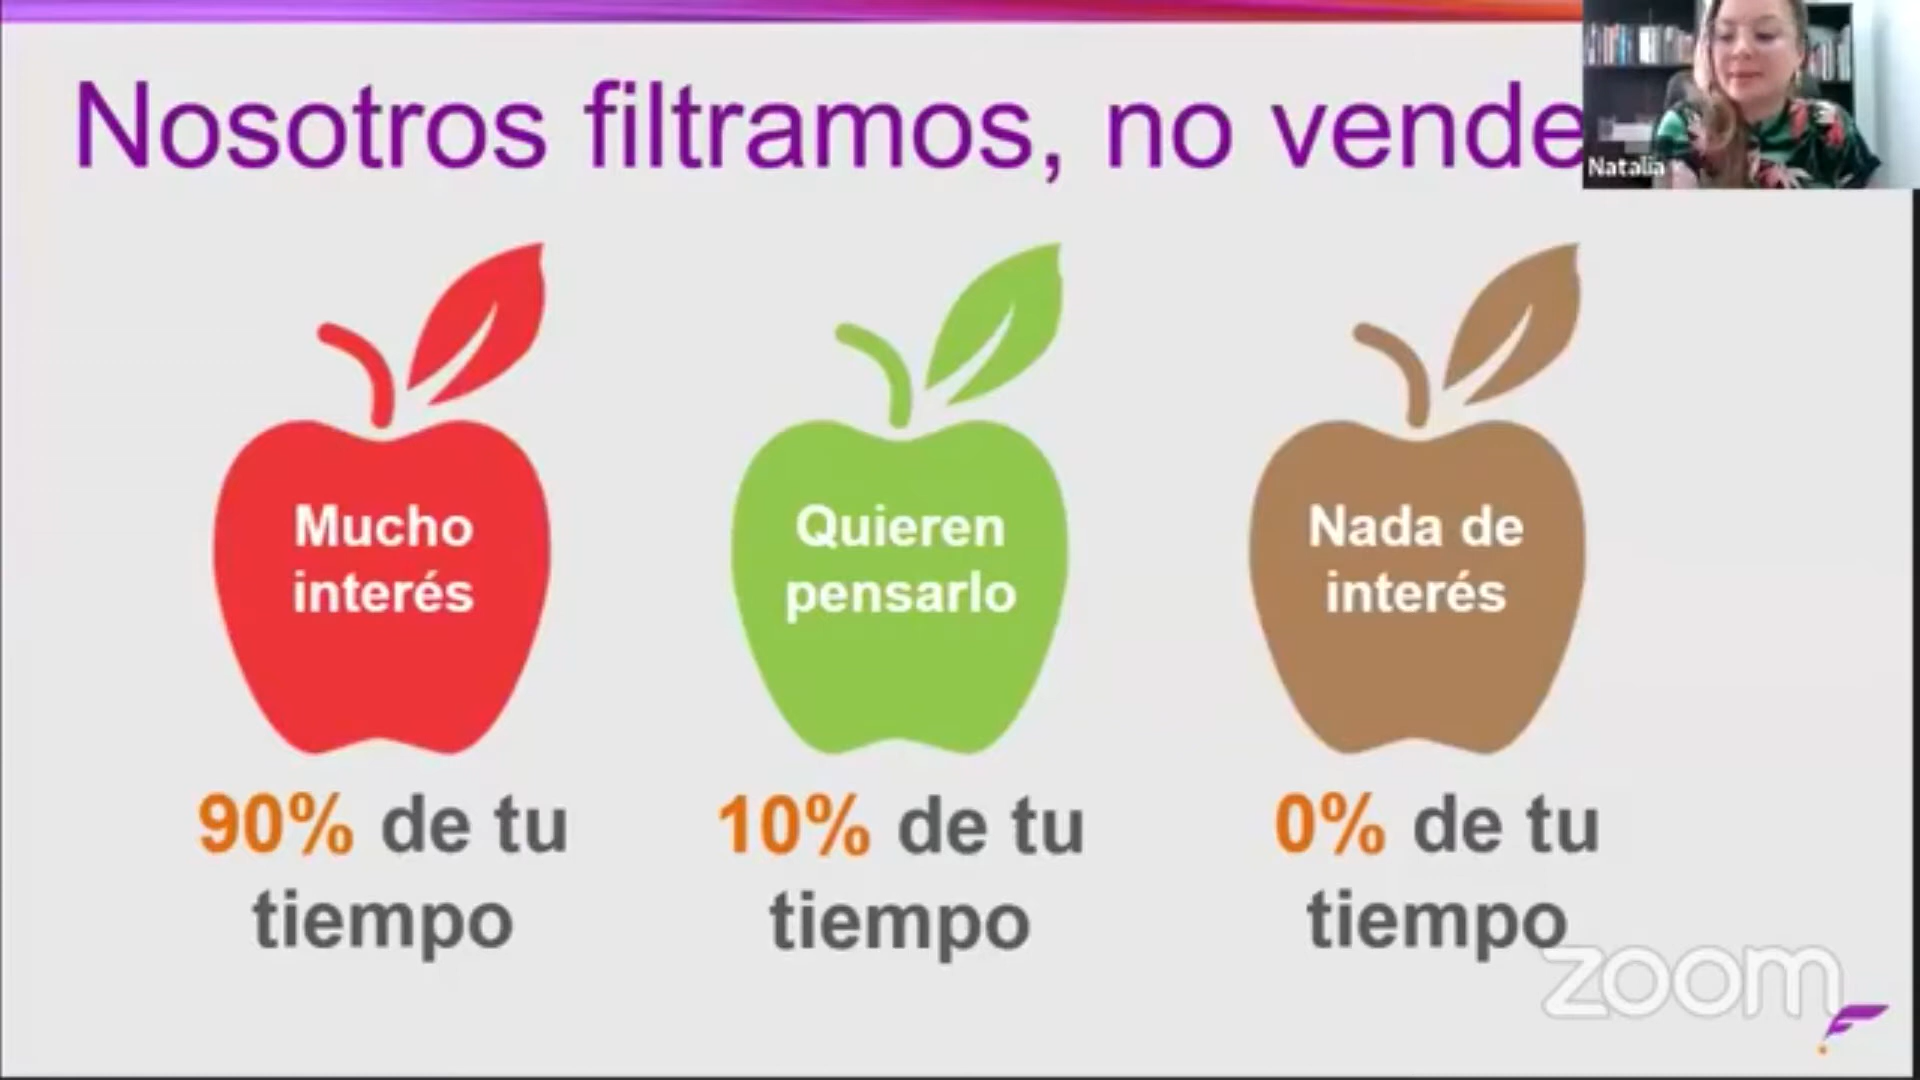 Nosotros filtramos, no vende
Natalia
Mucho
interés
Quieren
pensarlo
Nada de
interés
90% de tu
tiempo
10% de tu
tiempo
0% de tu
tiempo
zoom